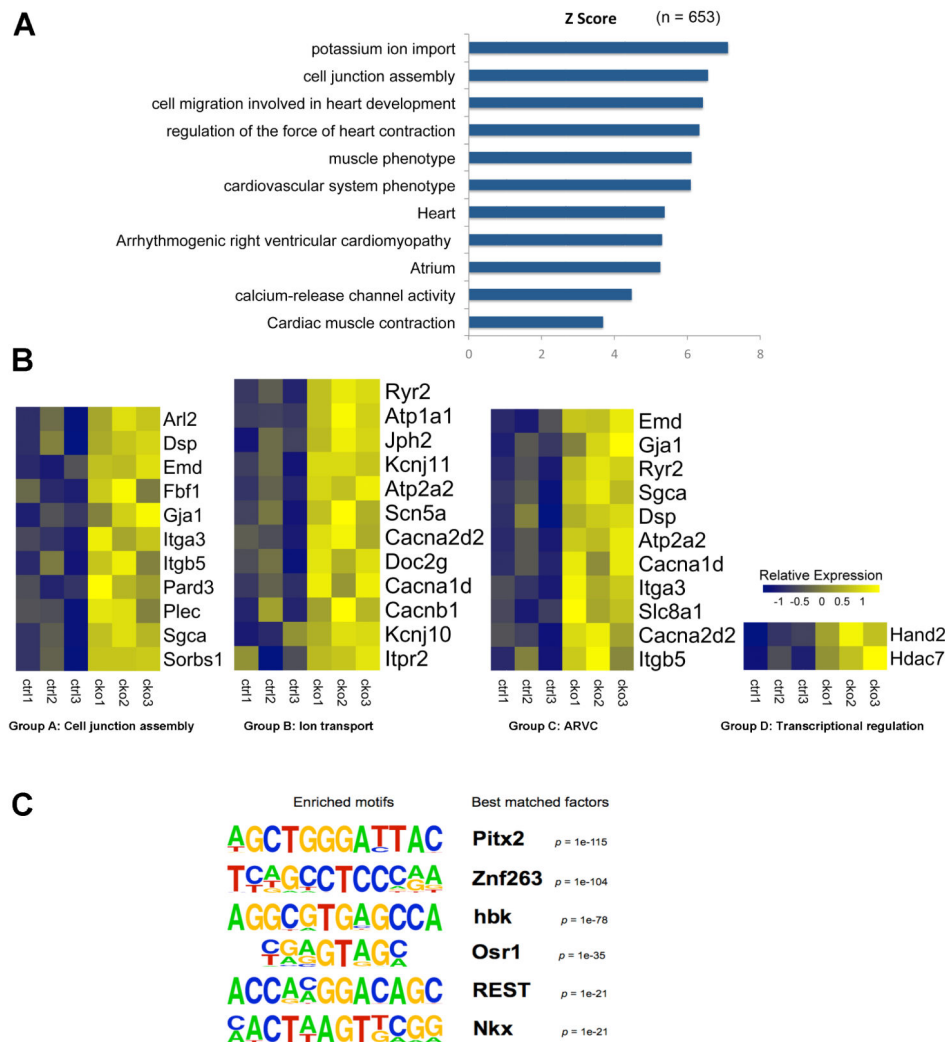 A
Z Score (n = 653)
potassium ion import
cell junction assembly
cell migration involved in heart development
regulation of the force of heart contraction
muscle phenotype
cardiovascular system phenotype
Heart
Arrhythmogenic right ventricular cardiomyopathy
Atrium
calcium-release channel activity
Cardiac muscle contraction
0 2 4 6 8
B
Arl2
Dsp
Emd
Fbf1
Gja1
Itga3
Itgb5
Pard3
Plec
Sgca
Sorbs1
ctrl1 ctrl2 ctrl3 cko1 cko2 cko3
Group A: Cell junction assembly
Ryr2
Atp1a1
Jph2
Kcnj11
Atp2a2
Scn5a
Cacna2d2
Doc2g
Cacna1d
Cacnb1
Kcnj10
Itpr2
ctrl1 ctrl2 ctrl3 cko1 cko2 cko3
Group B: Ion transport
Emd
Gja1
Ryr2
Sgca
Dsp
Atp2a2
Cacna1d
Itga3
Slc8a1
Cacna2d2
Itgb5
ctrl1 ctrl2 ctrl3 cko1 cko2 cko3
Group C: ARVC
Relative Expression
-1 -0.5 0 0.5 1
Hand2
Hdac7
ctrl1 ctrl2 ctrl3 cko1 cko2 cko3
Group D: Transcriptional regulation
C
Enriched motifs Best matched factors
AGCTGGGATTAC Pitx2 p = 1e-115
TCAGCCTCCCAA Znf263 p = 1e-104
AGGCGTGAGCCA hbk p = 1e-78
CGAGTAGC Osr1 p = 1e-35
ACCACGGACAGC REST p = 1e-21
CACTAAGTTCGG Nkx p = 1e-21